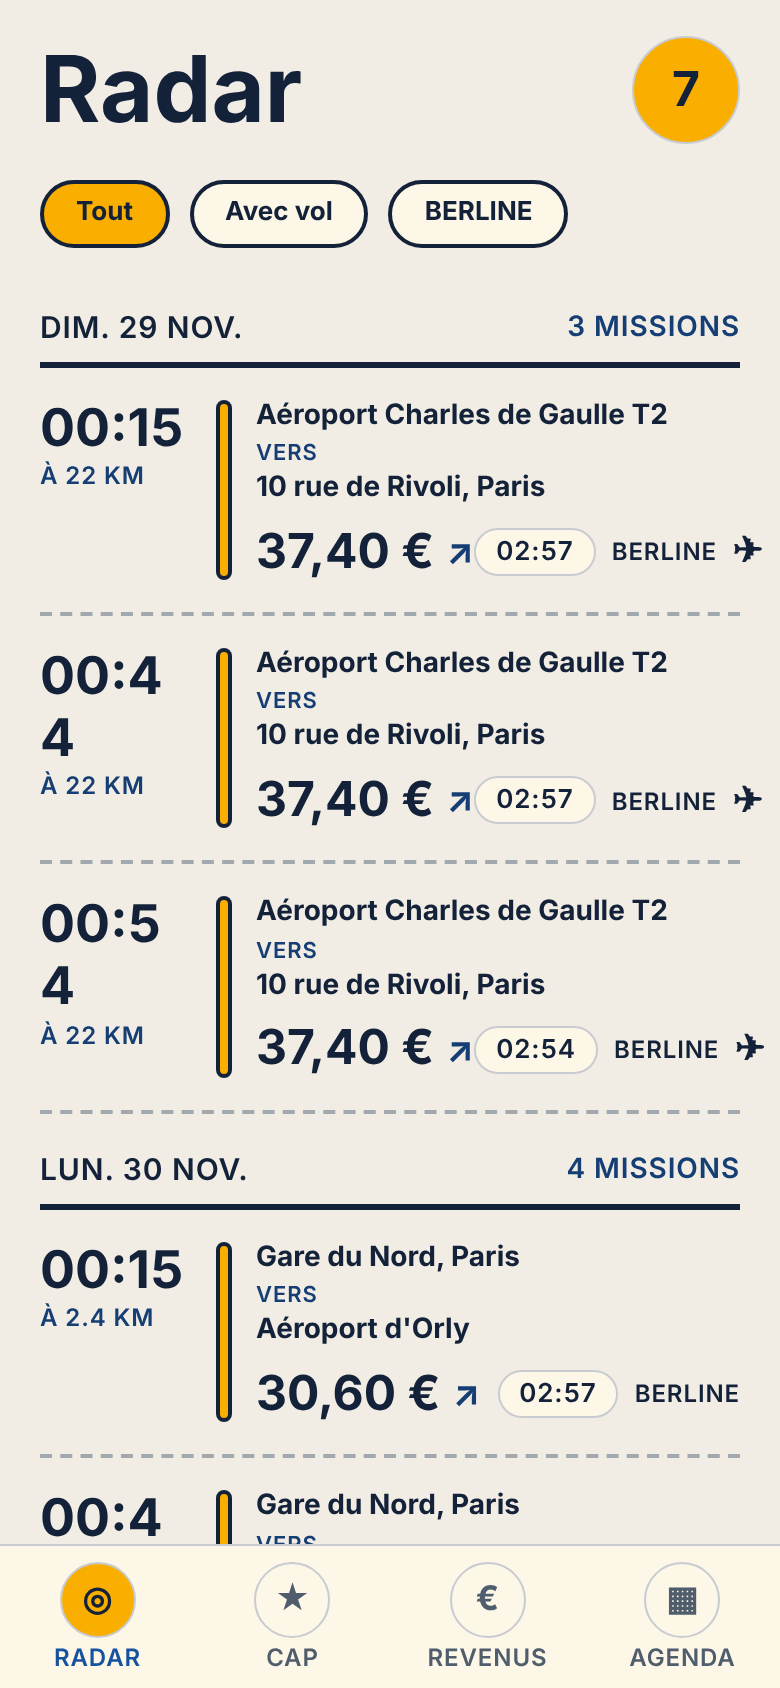 Radar
7
Tout Avec vol BERLINE
DIM. 29 NOV. 3 MISSIONS
00:15
À 22 KM
Aéroport Charles de Gaulle T2
VERS
10 rue de Rivoli, Paris
37,40 € ↗ 02:57 BERLINE ✈
00:4
4
À 22 KM
Aéroport Charles de Gaulle T2
VERS
10 rue de Rivoli, Paris
37,40 € ↗ 02:57 BERLINE ✈
00:5
4
À 22 KM
Aéroport Charles de Gaulle T2
VERS
10 rue de Rivoli, Paris
37,40 € ↗ 02:54 BERLINE ✈
LUN. 30 NOV. 4 MISSIONS
00:15
À 2.4 KM
Gare du Nord, Paris
VERS
Aéroport d'Orly
30,60 € ↗ 02:57 BERLINE
00:4
Gare du Nord, Paris
VERS
◎ ★ € ▦
RADAR CAP REVENUS AGENDA